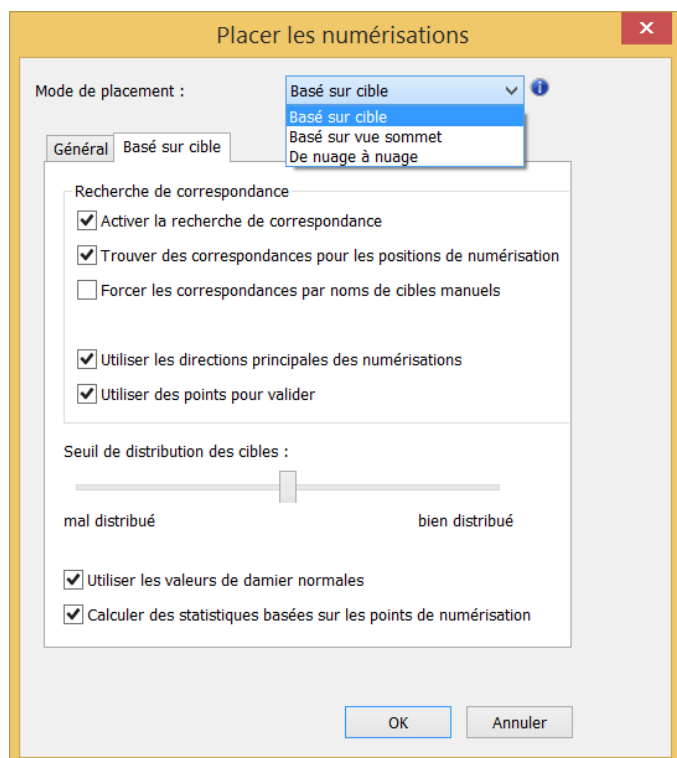 Placer les numérisations
x
Mode de placement :
Basé sur cible
i
Basé sur cible
Basé sur vue sommet
De nuage à nuage
Général
Basé sur cible
Recherche de correspondance
Activer la recherche de correspondance
Trouver des correspondances pour les positions de numérisation
Forcer les correspondances par noms de cibles manuels
Utiliser les directions principales des numérisations
Utiliser des points pour valider
Seuil de distribution des cibles :
mal distribué
bien distribué
Utiliser les valeurs de damier normales
Calculer des statistiques basées sur les points de numérisation
OK
Annuler